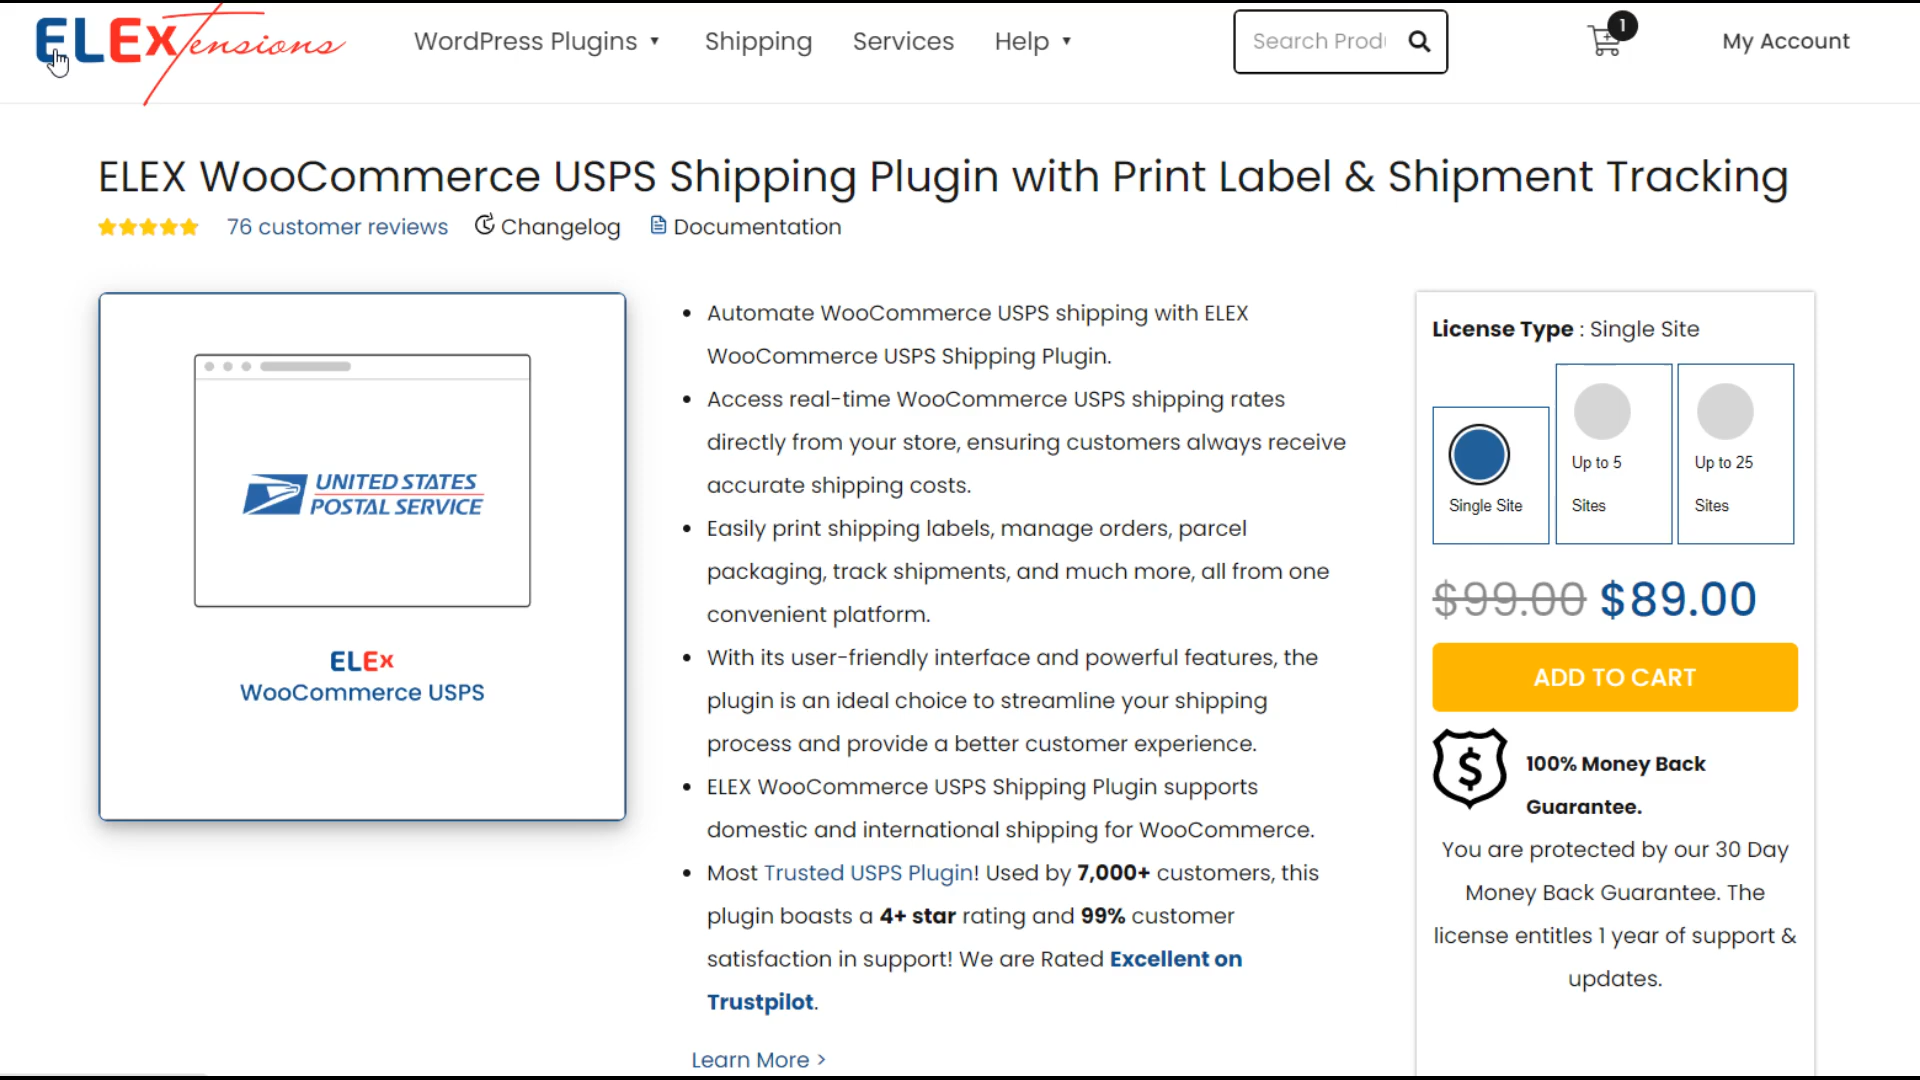 ELEXtensions
WordPress Plugins ▼
Shipping
Services
Help ▼
Search Prod
1
My Account
ELEX WooCommerce USPS Shipping Plugin with Print Label & Shipment Tracking
76 customer reviews
Changelog
Documentation
UNITED STATES
POSTAL SERVICE
ELEX
WooCommerce USPS
• Automate WooCommerce USPS shipping with ELEX
WooCommerce USPS Shipping Plugin.
• Access real-time WooCommerce USPS shipping rates
directly from your store, ensuring customers always receive
accurate shipping costs.
• Easily print shipping labels, manage orders, parcel
packaging, track shipments, and much more, all from one
convenient platform.
• With its user-friendly interface and powerful features, the
plugin is an ideal choice to streamline your shipping
process and provide a better customer experience.
• ELEX WooCommerce USPS Shipping Plugin supports
domestic and international shipping for WooCommerce.
• Most Trusted USPS Plugin! Used by 7,000+ customers, this
plugin boasts a 4+ star rating and 99% customer
satisfaction in support! We are Rated Excellent on
Trustpilot.
Learn More >
License Type : Single Site
Single Site
Up to 5
Sites
Up to 25
Sites
$99.00 $89.00
ADD TO CART
$
100% Money Back
Guarantee.
You are protected by our 30 Day
Money Back Guarantee. The
license entitles 1 year of support &
updates.